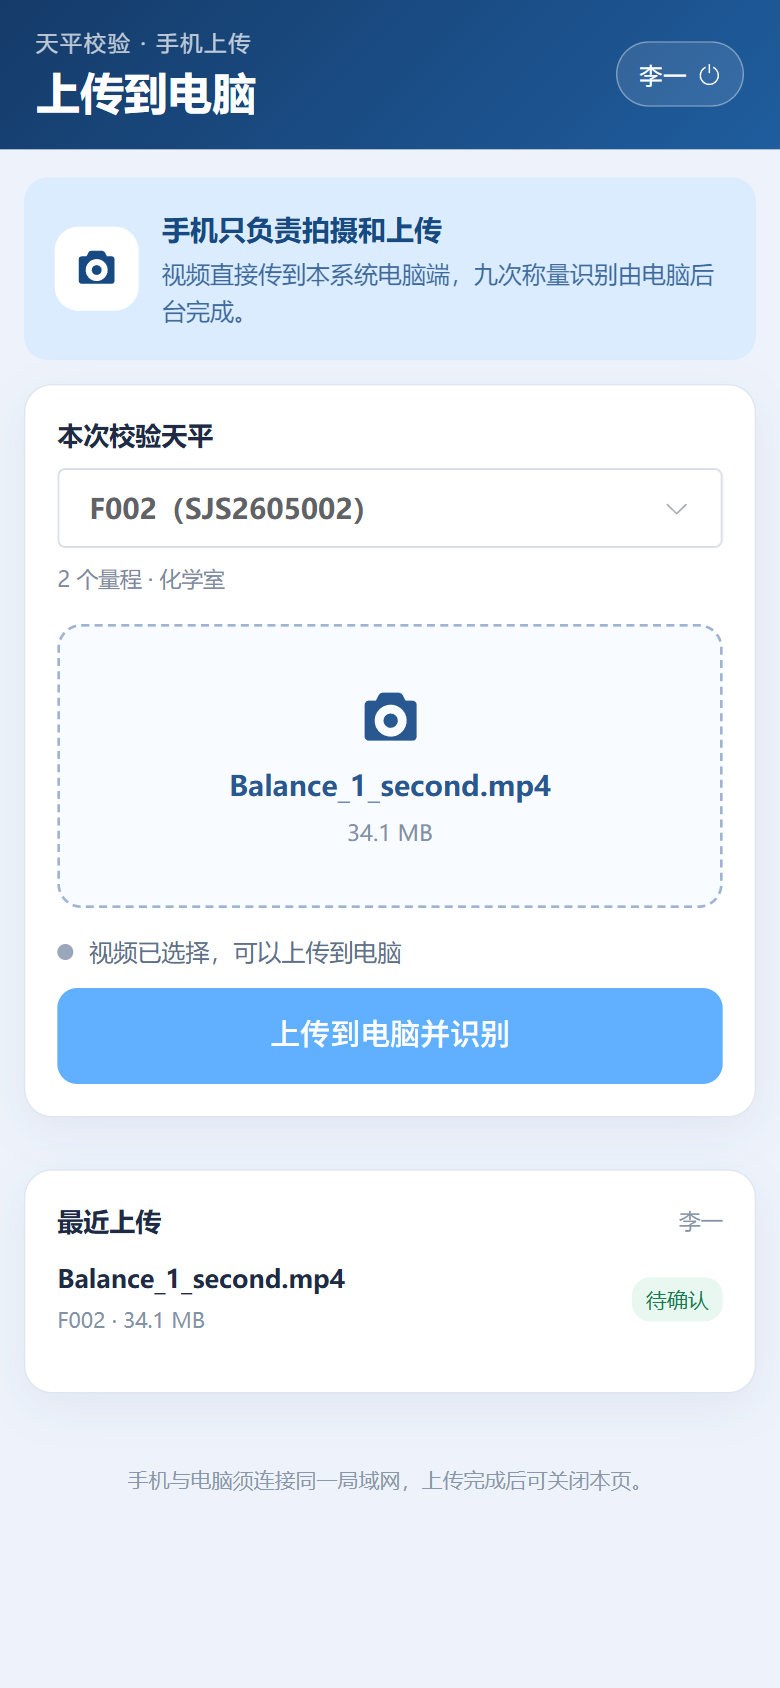 天平校验 · 手机上传
上传到电脑
李一
手机只负责拍摄和上传
视频直接传到本系统电脑端，九次称量识别由电脑后
台完成。
本次校验天平
F002（SJS2605002）
2 个量程 · 化学室
Balance_1_second.mp4
34.1 MB
视频已选择，可以上传到电脑
上传到电脑并识别
最近上传
李一
Balance_1_second.mp4
F002 · 34.1 MB
待确认
手机与电脑须连接同一局域网，上传完成后可关闭本页。